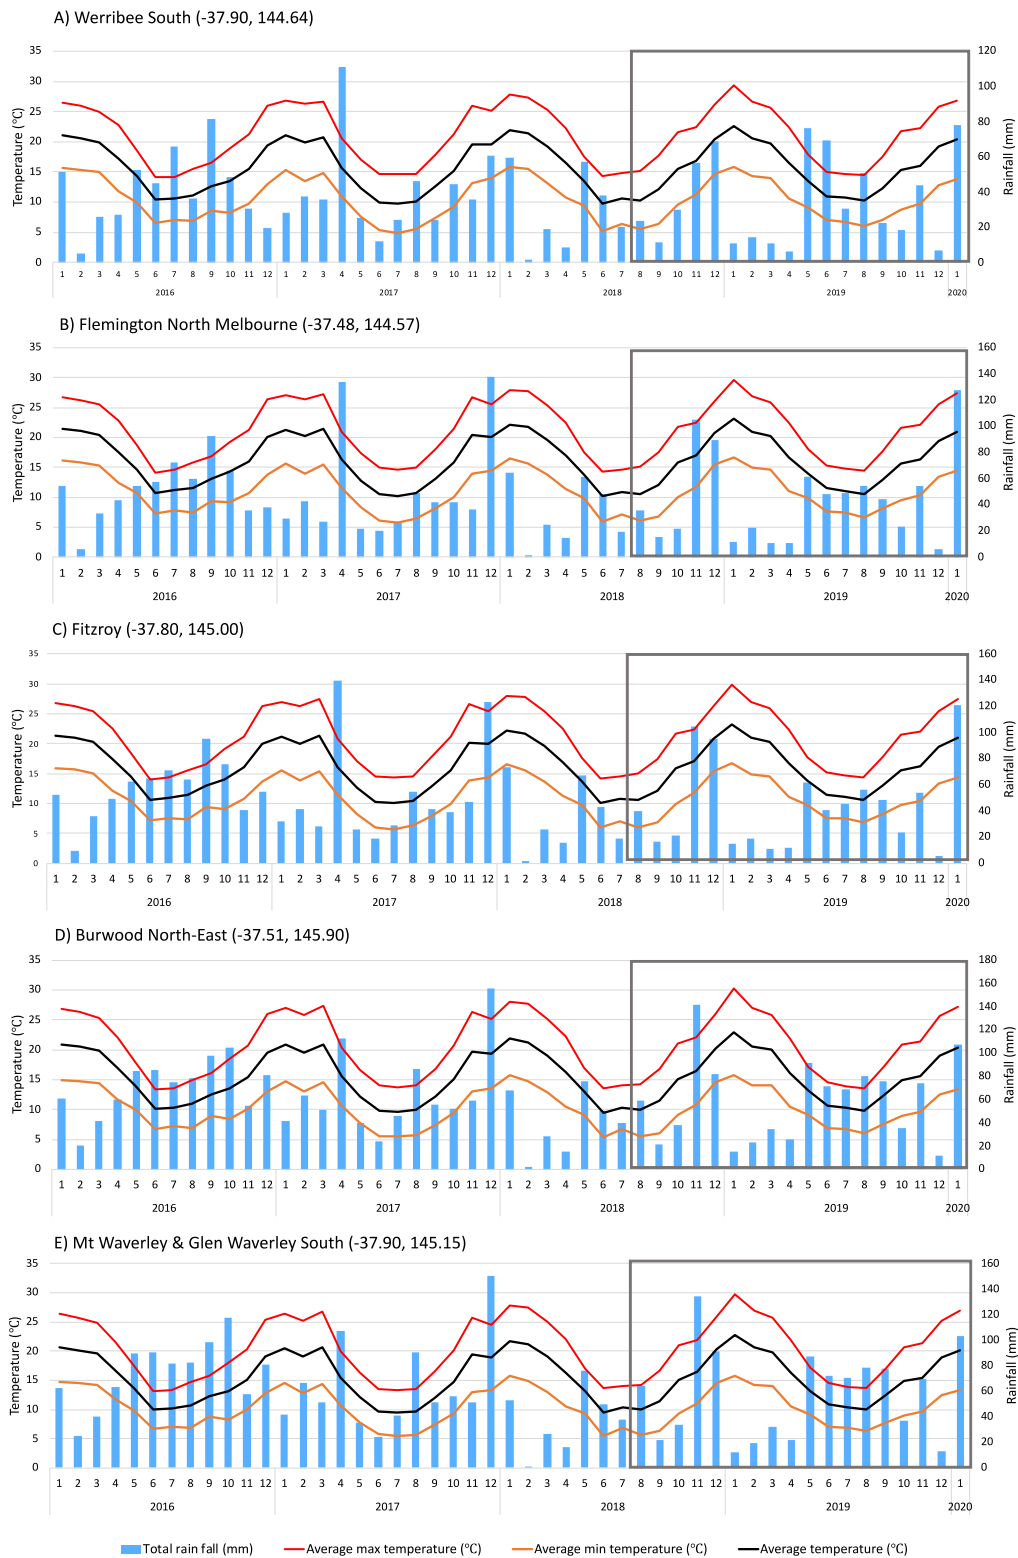 A) Werribee South (-37.90, 144.64)
35 30 25 20 15 10 5 0
Temperature (°C)
120 100 80 60 40 20 0
Rainfall (mm)
1 2 3 4 5 6 7 8 9 10 11 12 1 2 3 4 5 6 7 8 9 10 11 12 1 2 3 4 5 6 7 8 9 10 11 12 1 2 3 4 5 6 7 8 9 10 11 12 1
2016 2017 2018 2019 2020
B) Flemington North Melbourne (-37.48, 144.57)
35 30 25 20 15 10 5 0
Temperature (°C)
160 140 120 100 80 60 40 20 0
Rainfall (mm)
1 2 3 4 5 6 7 8 9 10 11 12 1 2 3 4 5 6 7 8 9 10 11 12 1 2 3 4 5 6 7 8 9 10 11 12 1 2 3 4 5 6 7 8 9 10 11 12 1
2016 2017 2018 2019 2020
C) Fitzroy (-37.80, 145.00)
35 30 25 20 15 10 5 0
Temperature (°C)
160 140 120 100 80 60 40 20 0
Rainfall (mm)
1 2 3 4 5 6 7 8 9 10 11 12 1 2 3 4 5 6 7 8 9 10 11 12 1 2 3 4 5 6 7 8 9 10 11 12 1 2 3 4 5 6 7 8 9 10 11 12 1
2016 2017 2018 2019 2020
D) Burwood North-East (-37.51, 145.90)
35 30 25 20 15 10 5 0
Temperature (°C)
180 160 140 120 100 80 60 40 20 0
Rainfall (mm)
1 2 3 4 5 6 7 8 9 10 11 12 1 2 3 4 5 6 7 8 9 10 11 12 1 2 3 4 5 6 7 8 9 10 11 12 1 2 3 4 5 6 7 8 9 10 11 12 1
2016 2017 2018 2019 2020
E) Mt Waverley & Glen Waverley South (-37.90, 145.15)
35 30 25 20 15 10 5 0
Temperature (°C)
160 140 120 100 80 60 40 20 0
Rainfall (mm)
1 2 3 4 5 6 7 8 9 10 11 12 1 2 3 4 5 6 7 8 9 10 11 12 1 2 3 4 5 6 7 8 9 10 11 12 1 2 3 4 5 6 7 8 9 10 11 12 1
2016 2017 2018 2019 2020
Total rain fall (mm) Average max temperature (°C) Average min temperature (°C) Average temperature (°C)